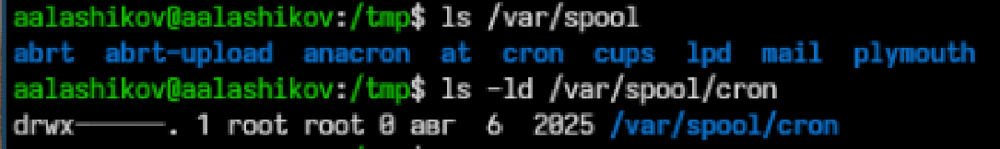 aalashikov@aalashikov:/tmp$ ls /var/spool
abrt abrt-upload anacron at cron cups lpd mail plymouth
aalashikov@aalashikov:/tmp$ ls -ld /var/spool/cron
drwx------. 1 root root 0 авг 6 2025 /var/spool/cron